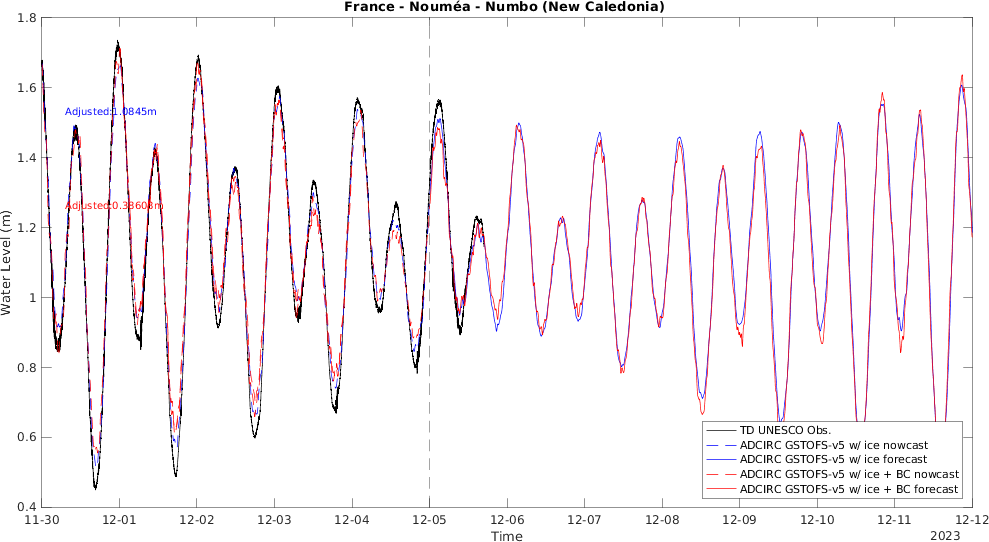 France - Nouméa - Numbo (New Caledonia)
1.8
1.6
1.4
1.2
1
0.8
0.6
0.4
Water Level (m)
Adjusted:1.0845m
Adjusted:0.33603m
TD UNESCO Obs.
ADCIRC GSTOFS-v5 w/ ice nowcast
ADCIRC GSTOFS-v5 w/ ice forecast
ADCIRC GSTOFS-v5 w/ ice + BC nowcast
ADCIRC GSTOFS-v5 w/ ice + BC forecast
11-30 12-01 12-02 12-03 12-04 12-05 12-06 12-07 12-08 12-09 12-10 12-11 12-12
Time
2023